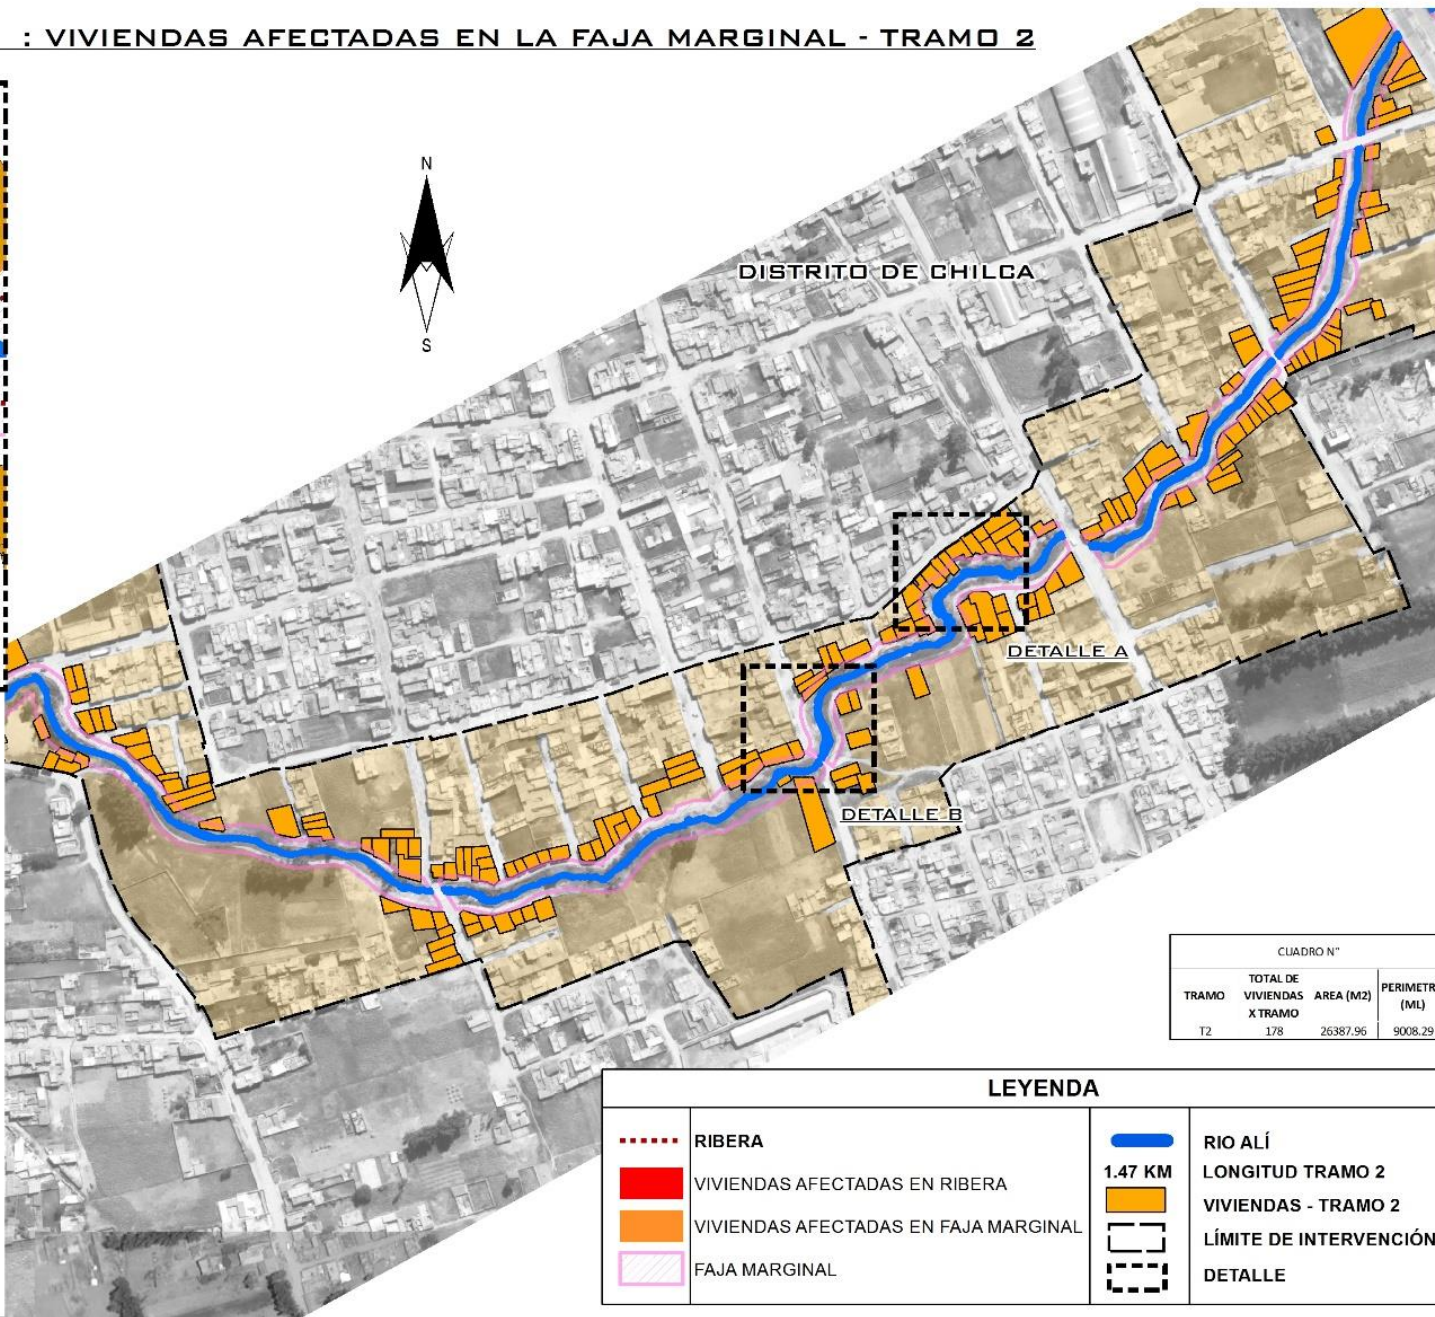 : VIVIENDAS AFECTADAS EN LA FAJA MARGINAL - TRAMO 2
N
S
DISTRITO DE CHILCA
DETALLE A
DETALLE B
CUADRO N°
TRAMO
TOTAL DE
VIVIENDAS
X TRAMO
AREA (M2)
PERIMETR
(ML)
T2
178
26387.96
9008.29
LEYENDA
RIBERA
VIVIENDAS AFECTADAS EN RIBERA
VIVIENDAS AFECTADAS EN FAJA MARGINAL
FAJA MARGINAL
RIO ALÍ
1.47 KM LONGITUD TRAMO 2
VIVIENDAS - TRAMO 2
LÍMITE DE INTERVENCIÓN
DETALLE